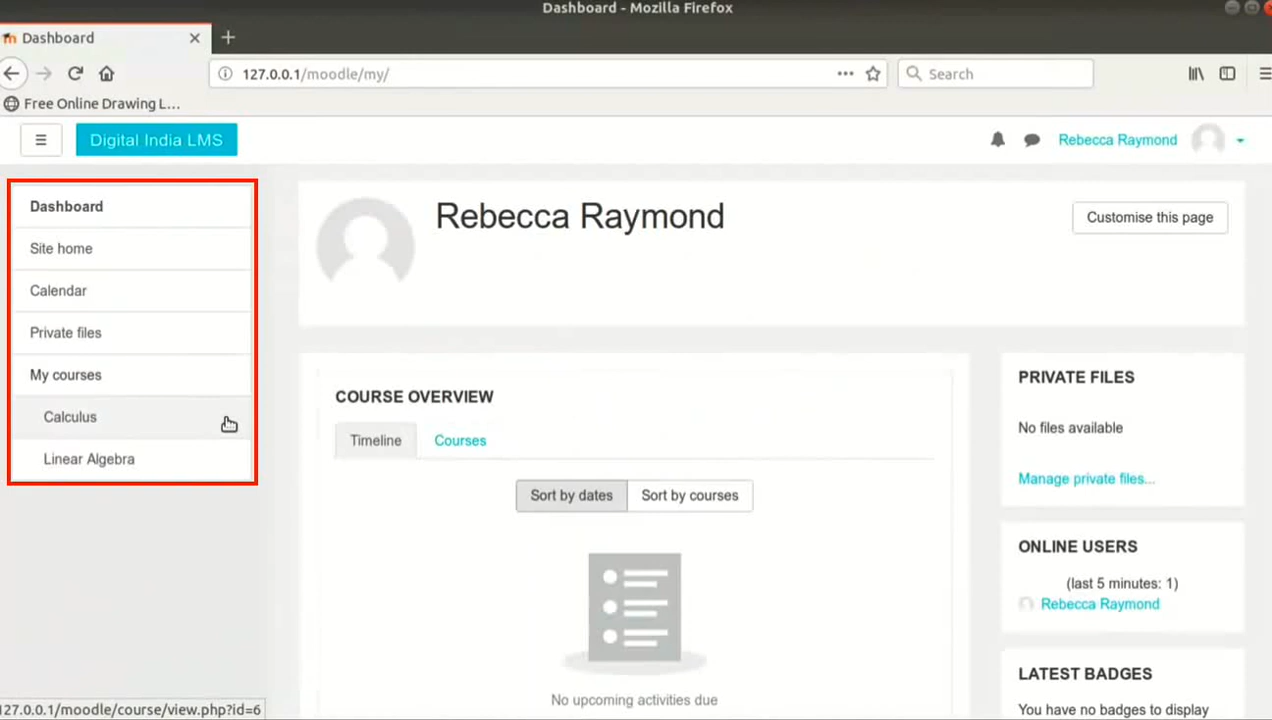 Dashboard - Mozilla Firefox
Dashboard
127.0.0.1/moodle/my/
Search
Free Online Drawing L...
Digital India LMS
Rebecca Raymond
Dashboard
Site home
Calendar
Private files
My courses
Calculus
Linear Algebra
Rebecca Raymond
Customise this page
COURSE OVERVIEW
Timeline Courses
Sort by dates Sort by courses
No upcoming activities due
PRIVATE FILES
No files available
Manage private files...
ONLINE USERS
(last 5 minutes: 1)
Rebecca Raymond
LATEST BADGES
You have no badges to display
127.0.0.1/moodle/course/view.php?id=6